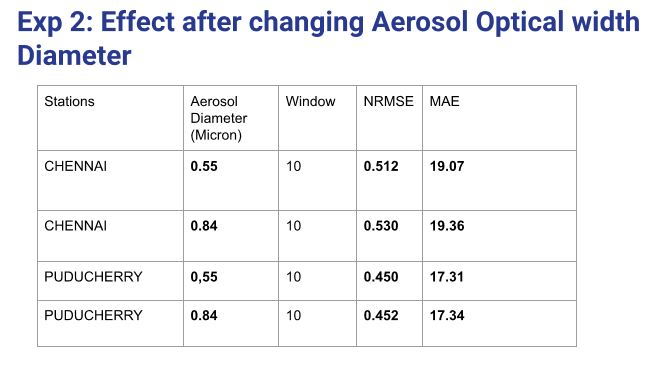 Exp 2: Effect after changing Aerosol Optical width
Diameter
Stations Aerosol Diameter (Micron) Window NRMSE MAE
CHENNAI 0.55 10 0.512 19.07
CHENNAI 0.84 10 0.530 19.36
PUDUCHERRY 0,55 10 0.450 17.31
PUDUCHERRY 0.84 10 0.452 17.34